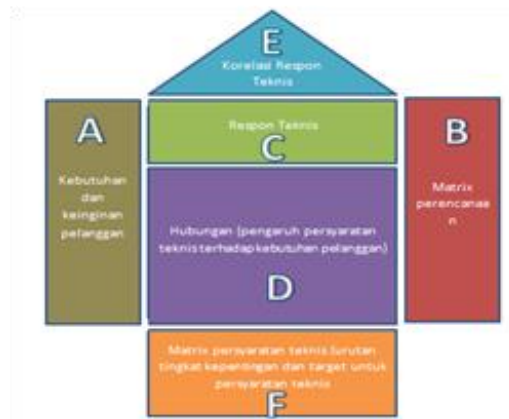 E
Korelasi Respon
Teknis
A
Kebutuhan
dan
keinginan
pelanggan
Respon Teknis
C
B
Matrix
perencanaa
n
Hubungan (pengaruh persyaratan
teknis terhadap kebutuhan pelanggan)
D
Matrix persyaratan teknis (urutan
tingkat kepentingan dan target untuk
persyaratan teknis
F